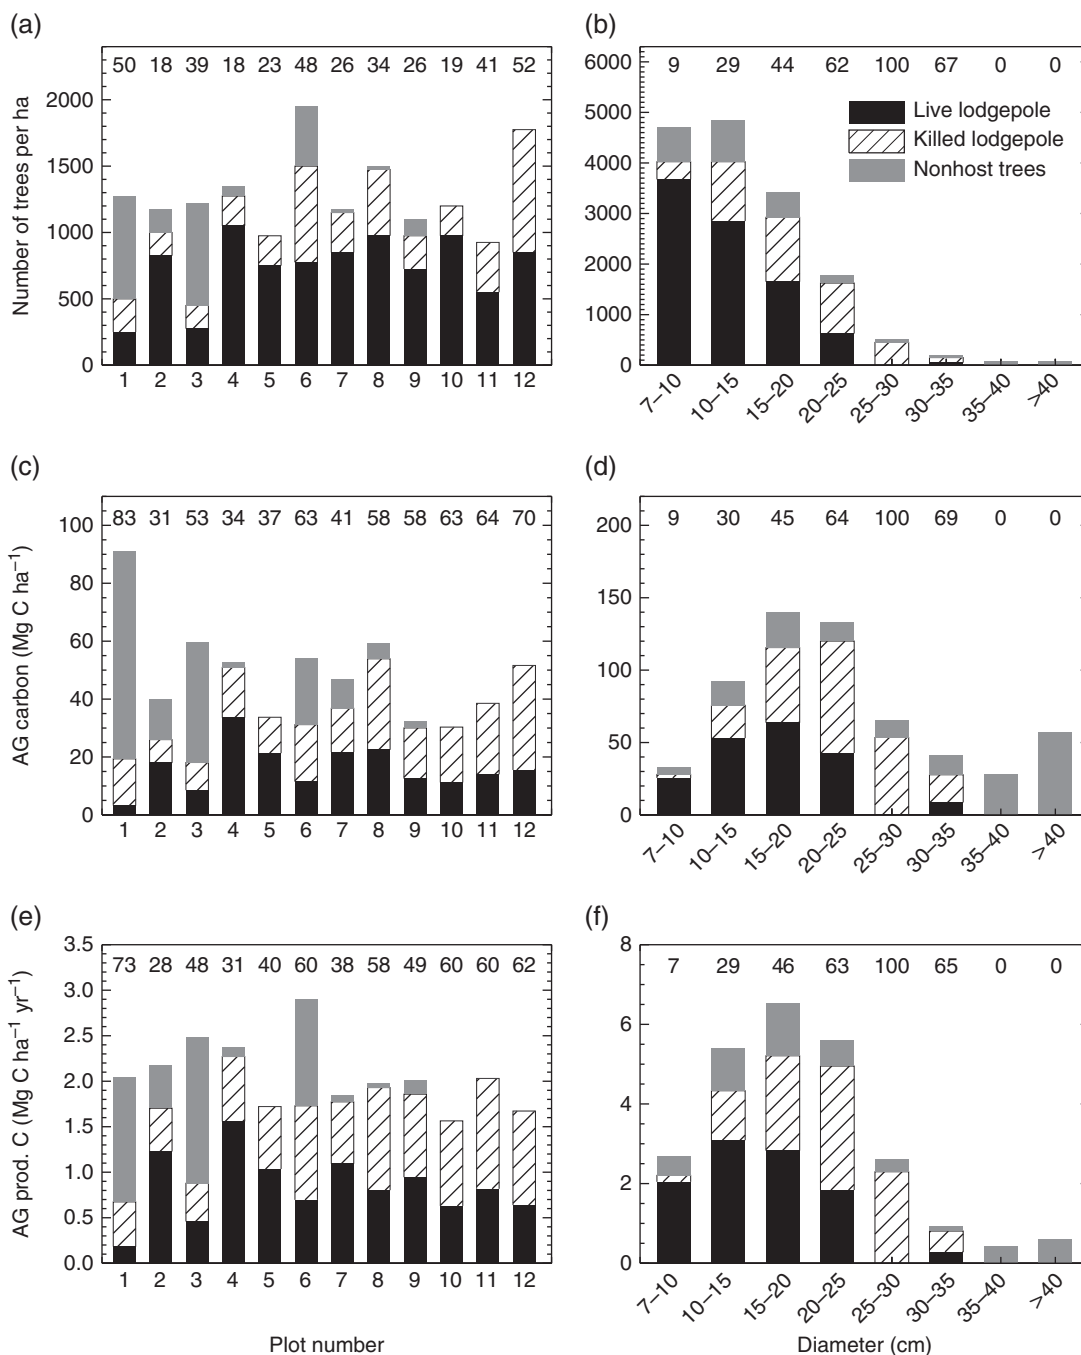 (a)
50 18 39 18 23 48 26 34 26 19 41 52
Number of trees per ha
2000
1500
1000
500
0
1 2 3 4 5 6 7 8 9 10 11 12
(b)
9 29 44 62 100 67 0 0
Live lodgepole
Killed lodgepole
Nonhost trees
6000
5000
4000
3000
2000
1000
0
7–10 10–15 15–20 20–25 25–30 30–35 35–40 >40
(c)
83 31 53 34 37 63 41 58 58 63 64 70
AG carbon (Mg C ha⁻¹)
100
80
60
40
20
0
1 2 3 4 5 6 7 8 9 10 11 12
(d)
9 30 45 64 100 69 0 0
200
150
100
50
0
7–10 10–15 15–20 20–25 25–30 30–35 35–40 >40
(e)
73 28 48 31 40 60 38 58 49 60 60 62
AG prod. C (Mg C ha⁻¹ yr⁻¹)
3.5
3.0
2.5
2.0
1.5
1.0
0.5
0.0
1 2 3 4 5 6 7 8 9 10 11 12
Plot number
(f)
7 29 46 63 100 65 0 0
8
6
4
2
0
7–10 10–15 15–20 20–25 25–30 30–35 35–40 >40
Diameter (cm)